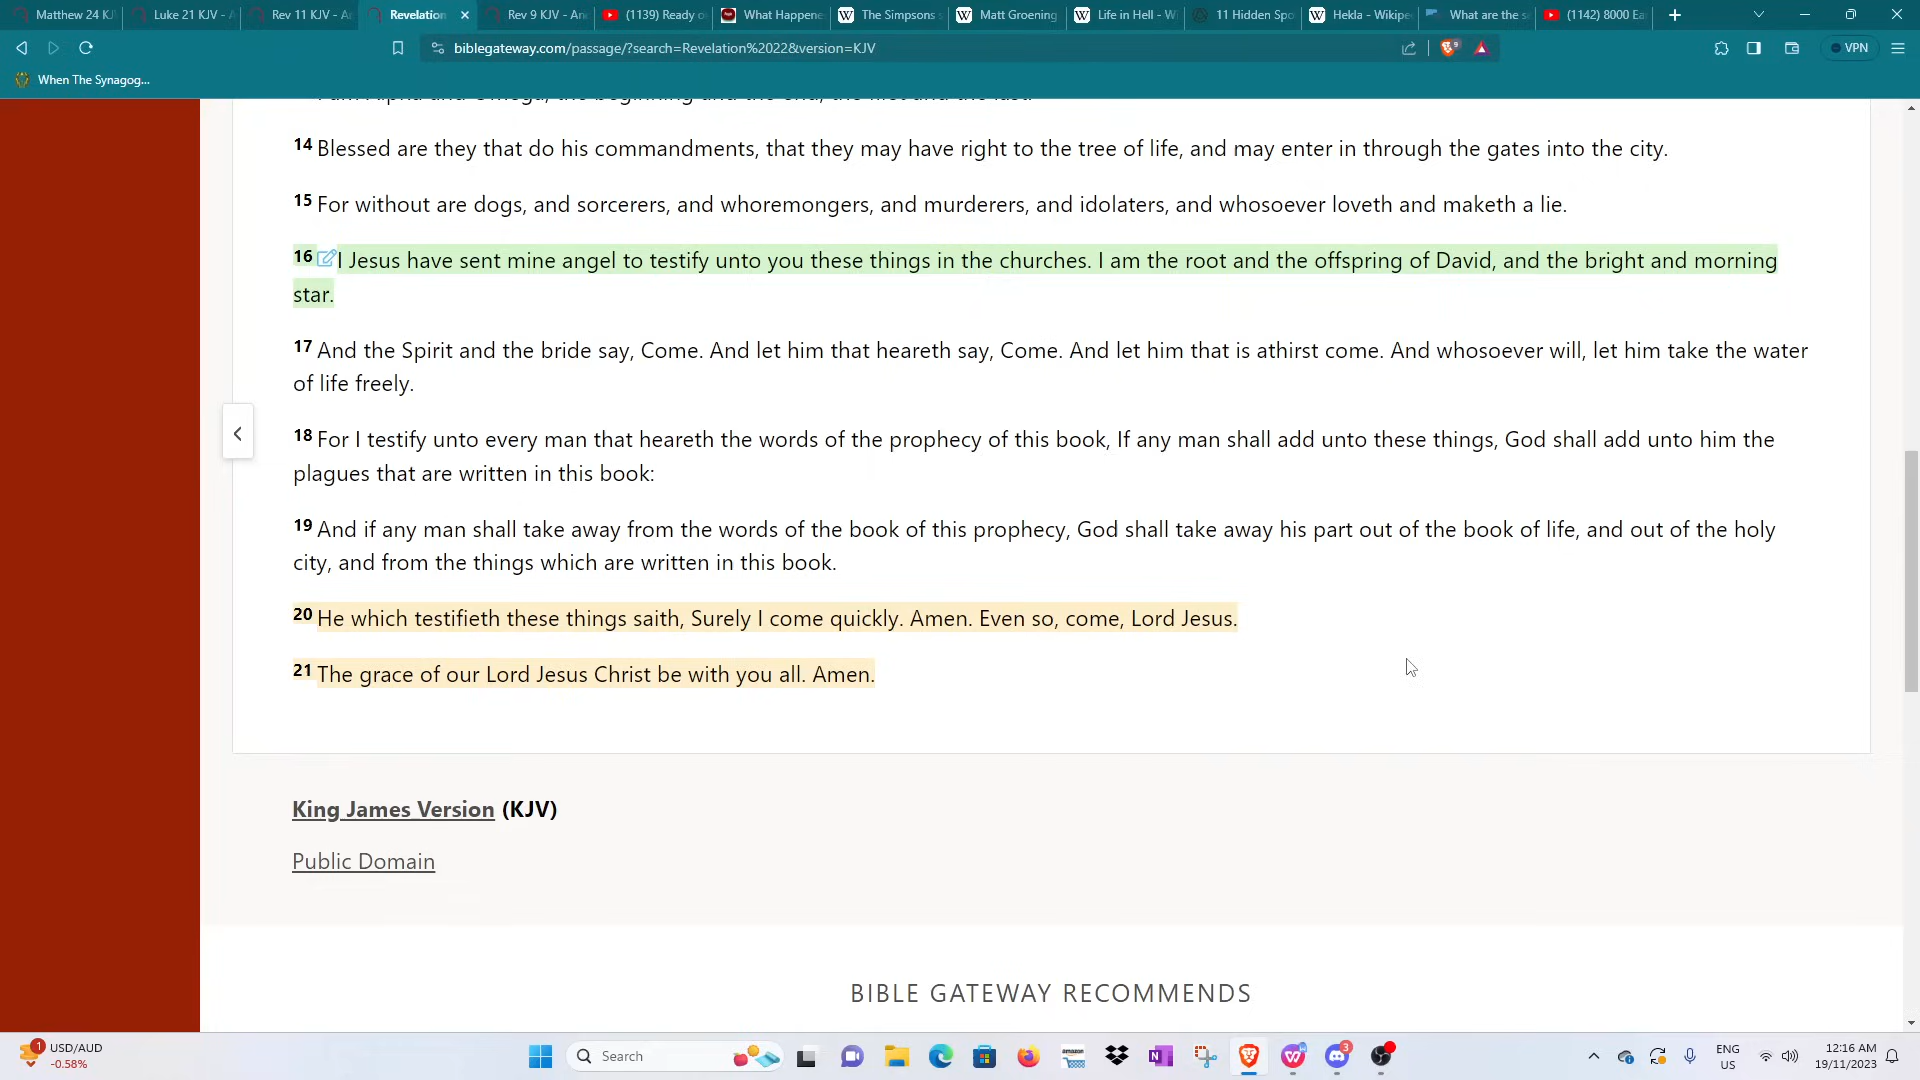 Matthew 24 KJ
Luke 21 KJV - A
Rev 11 KJV - A
Revelation
Rev 9 KJV - An
(1139) Ready o
What Happene
The Simpsons s
Matt Groening
Life in Hell - W
11 Hidden Spo
Hekla - Wikipe
What are the s
(1142) 8000 Ea
biblegateway.com/passage/?search=Revelation%2022&version=KJV
9
VPN
When The Synagog...
14 Blessed are they that do his commandments, that they may have right to the tree of life, and may enter in through the gates into the city.
15 For without are dogs, and sorcerers, and whoremongers, and murderers, and idolaters, and whosoever loveth and maketh a lie.
16 I Jesus have sent mine angel to testify unto you these things in the churches. I am the root and the offspring of David, and the bright and morning
star.
17 And the Spirit and the bride say, Come. And let him that heareth say, Come. And let him that is athirst come. And whosoever will, let him take the water
of life freely.
18 For I testify unto every man that heareth the words of the prophecy of this book, If any man shall add unto these things, God shall add unto him the
plagues that are written in this book:
19 And if any man shall take away from the words of the book of this prophecy, God shall take away his part out of the book of life, and out of the holy
city, and from the things which are written in this book.
20 He which testifieth these things saith, Surely I come quickly. Amen. Even so, come, Lord Jesus.
21 The grace of our Lord Jesus Christ be with you all. Amen.
King James Version (KJV)
Public Domain
BIBLE GATEWAY RECOMMENDS
1
USD/AUD
-0.58%
Search
amazon
3
ENG
US
12:16 AM
19/11/2023